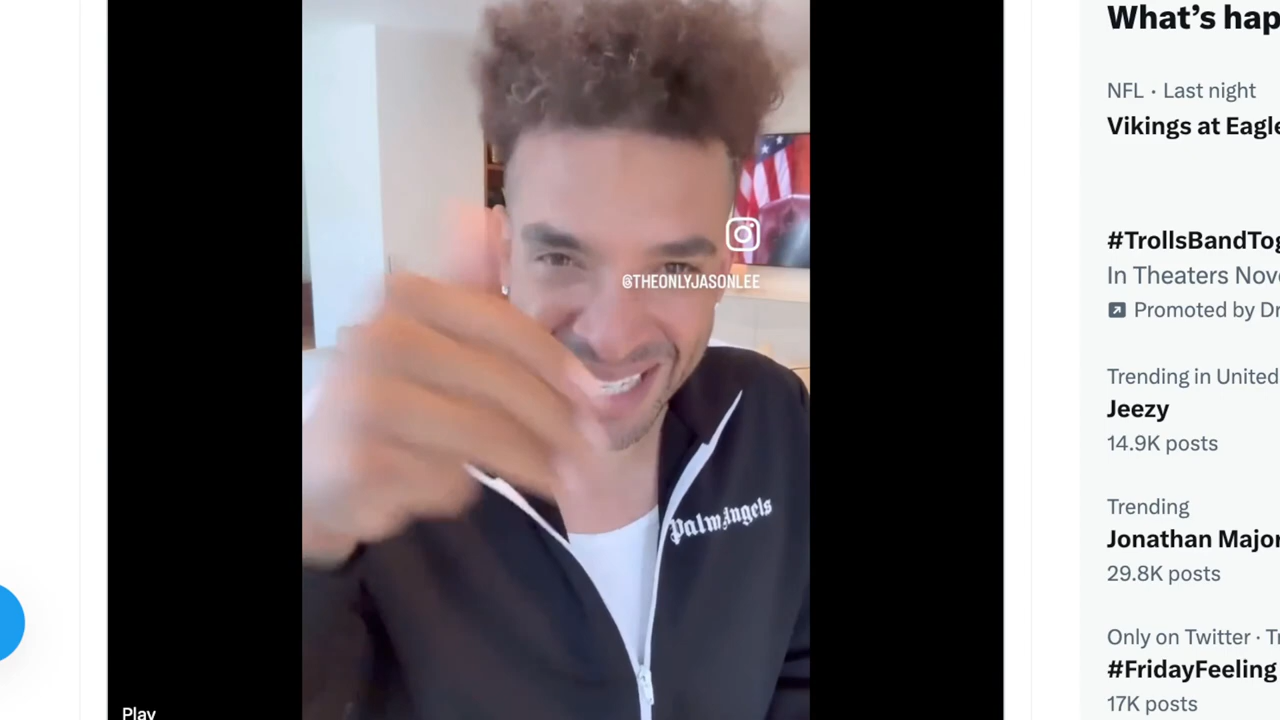 @THEONLYJASONLEE
Palm Angels
Play
What's hap
NFL · Last night
Vikings at Eagle
#TrollsBandTog
In Theaters Nov
Promoted by Dr
Trending in United
Jeezy
14.9K posts
Trending
Jonathan Major
29.8K posts
Only on Twitter · Tr
#FridayFeeling
17K posts